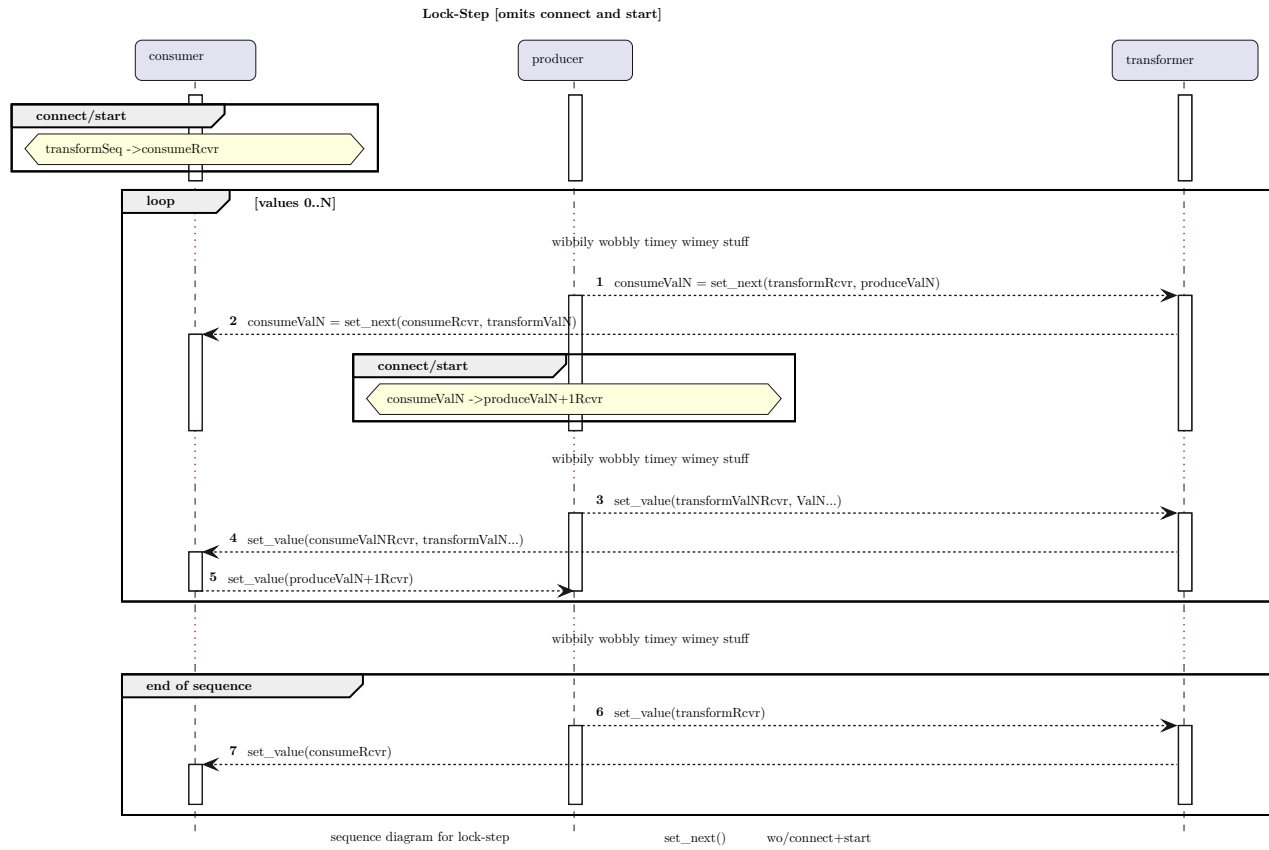 Lock-Step [omits connect and start]
consumer
producer
transformer
connect/start
transformSeq ->consumeRcvr
loop
[values 0..N]
wibbily wobbly timey wimey stuff
1 consumeValN = set_next(transformRcvr, produceValN)
2 consumeValN = set_next(consumeRcvr, transformValN)
connect/start
consumeValN ->produceValN+1Rcvr
wibbily wobbly timey wimey stuff
3 set_value(transformValNRcvr, ValN...)
4 set_value(consumeValNRcvr, transformValN...)
5 set_value(produceValN+1Rcvr)
wibbily wobbly timey wimey stuff
end of sequence
6 set_value(transformRcvr)
7 set_value(consumeRcvr)
sequence diagram for lock-step set_next() wo/connect+start